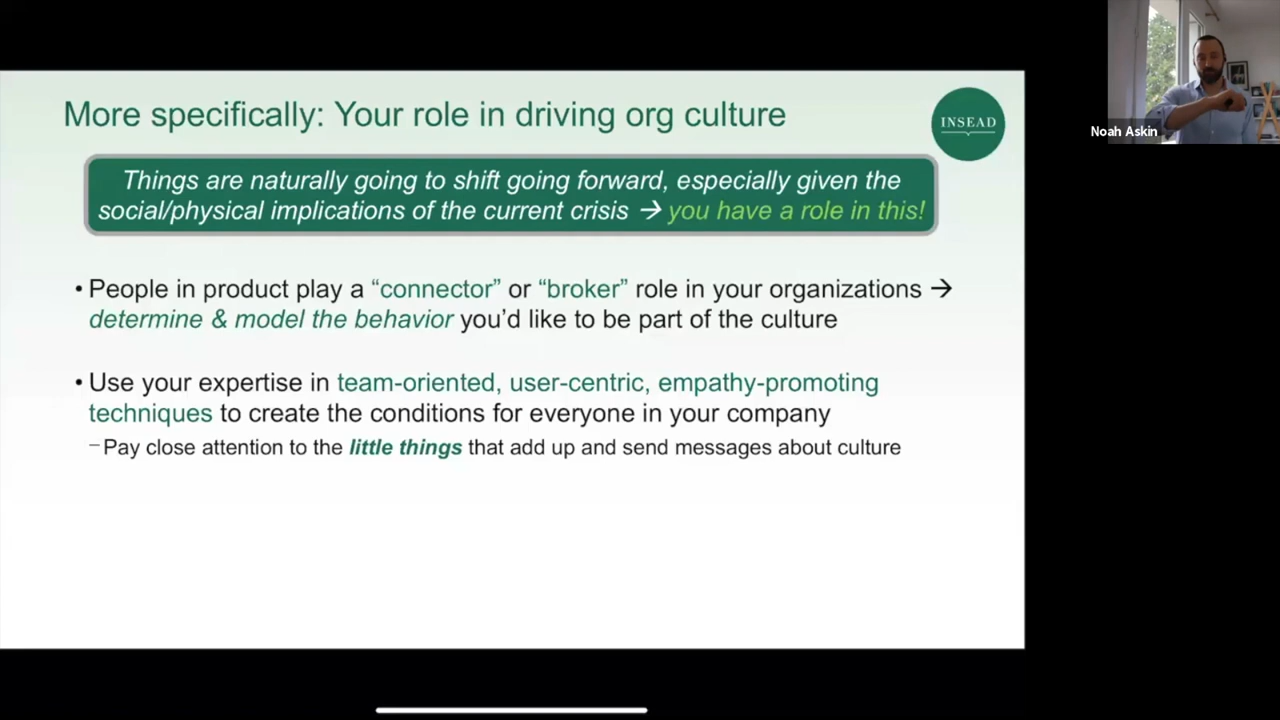 More specifically: Your role in driving org culture
INSEAD
Things are naturally going to shift going forward, especially given the
social/physical implications of the current crisis → you have a role in this!
• People in product play a “connector” or “broker” role in your organizations →
determine & model the behavior you’d like to be part of the culture
• Use your expertise in team-oriented, user-centric, empathy-promoting
techniques to create the conditions for everyone in your company
– Pay close attention to the little things that add up and send messages about culture
Noah Askin